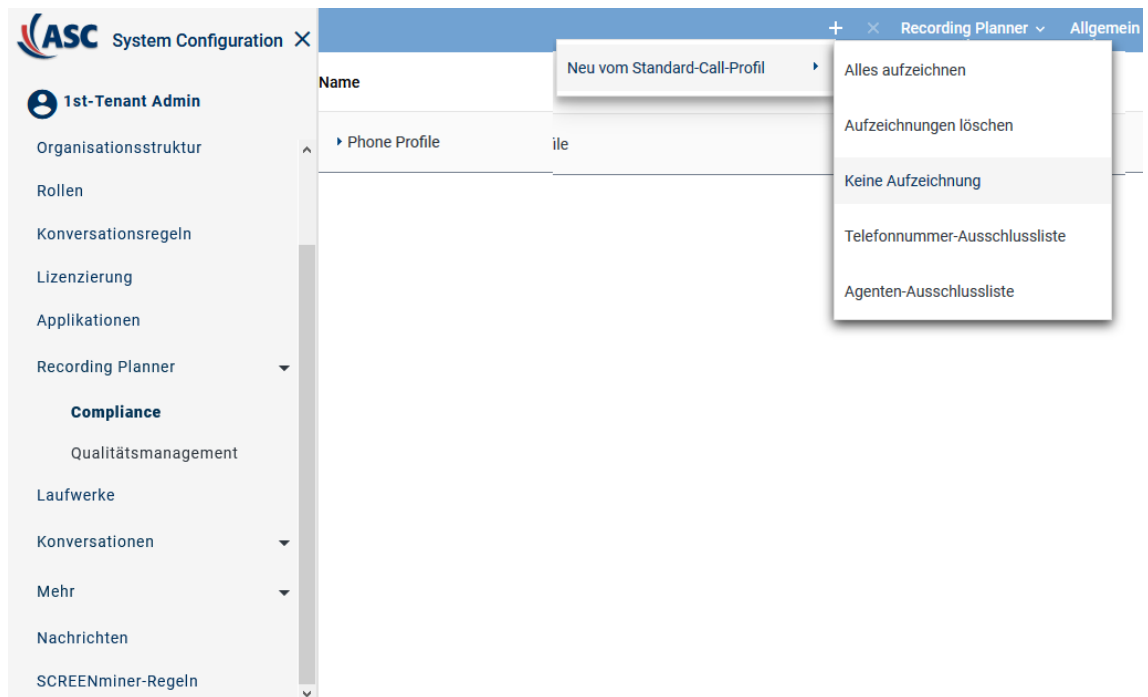 ASC System Configuration
+ × Recording Planner Allgemein
1st-Tenant Admin
Organisationsstruktur
Rollen
Konversationsregeln
Lizenzierung
Applikationen
Recording Planner
Compliance
Qualitätsmanagement
Laufwerke
Konversationen
Mehr
Nachrichten
SCREENminer-Regeln
Name
Phone Profile
ile
Neu vom Standard-Call-Profil
Alles aufzeichnen
Aufzeichnungen löschen
Keine Aufzeichnung
Telefonnummer-Ausschlussliste
Agenten-Ausschlussliste